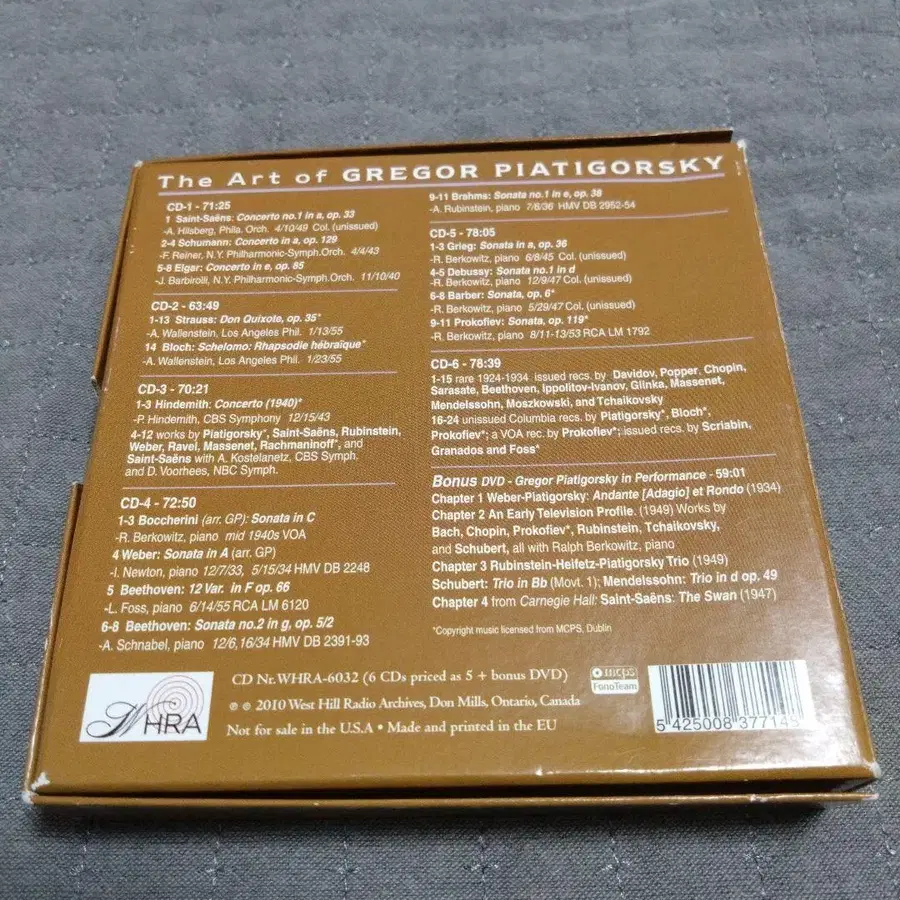 The Art of GREGOR PIATIGORSKY
CD-1 - 71:25
1 Saint-Saëns: Concerto no.1 in a, op. 33
-A. Hilsberg, Phila. Orch. 4/10/49 Col. (unissued)
2-4 Schumann: Concerto in a, op. 129
-F. Reiner, N.Y. Philharmonic-Symph.Orch. 4/4/43
5-8 Elgar: Concerto in e, op. 85
-J. Barbirolli, N.Y. Philharmonic-Symph.Orch. 11/10/40
CD-2 - 63:49
1-13 Strauss: Don Quixote, op. 35*
-A. Wallenstein, Los Angeles Phil. 1/13/55
14 Bloch: Schelomo: Rhapsodie hébraïque*
-A. Wallenstein, Los Angeles Phil. 1/23/55
CD-3 - 70:21
1-3 Hindemith: Concerto (1940)*
-P. Hindemith, CBS Symphony 12/15/43
4-12 works by Piatigorsky*, Saint-Saëns, Rubinstein,
Weber, Ravel, Massenet, Rachmaninoff*, and
Saint-Saëns with A. Kostelanetz, CBS Symph.
and D. Voorhees, NBC Symph.
CD-4 - 72:50
1-3 Boccherini (arr. GP): Sonata in C
-R. Berkowitz, piano mid 1940s VOA
4 Weber: Sonata in A (arr. GP)
-I. Newton, piano 12/7/33, 5/15/34 HMV DB 2248
5 Beethoven: 12 Var. in F op. 66
-L. Foss, piano 6/14/55 RCA LM 6120
6-8 Beethoven: Sonata no.2 in g, op. 5/2
-A. Schnabel, piano 12/6,16/34 HMV DB 2391-93
9-11 Brahms: Sonata no.1 in e, op. 38
-A. Rubinstein, piano 7/6/36 HMV DB 2952-54
CD-5 - 78:05
1-3 Grieg: Sonata in a, op. 36
-R. Berkowitz, piano 6/8/45 Col. (unissued)
4-5 Debussy: Sonata no.1 in d
-R. Berkowitz, piano 12/9/47 Col. (unissued)
6-8 Barber: Sonata, op. 6*
-R. Berkowitz, piano 5/29/47 Col. (unissued)
9-11 Prokofiev: Sonata, op. 119*
-R. Berkowitz, piano 8/11-13/53 RCA LM 1792
CD-6 - 78:39
1-15 rare 1924-1934 issued recs. by Davidov, Popper, Chopin,
Sarasate, Beethoven, Ippolitov-Ivanov, Glinka, Massenet,
Mendelssohn, Moszkowski, and Tchaikovsky
16-24 unissued Columbia recs. by Piatigorsky*, Bloch*,
Prokofiev*; a VOA rec. by Prokofiev*; issued recs. by Scriabin,
Granados and Foss*
Bonus DVD - Gregor Piatigorsky in Performance - 59:01
Chapter 1 Weber-Piatigorsky: Andante [Adagio] et Rondo (1934)
Chapter 2 An Early Television Profile. (1949) Works by
Bach, Chopin, Prokofiev*, Rubinstein, Tchaikovsky,
and Schubert, all with Ralph Berkowitz, piano
Chapter 3 Rubinstein-Heifetz-Piatigorsky Trio (1949)
Schubert: Trio in Bb (Movt. 1); Mendelssohn: Trio in d op. 49
Chapter 4 from Carnegie Hall: Saint-Saëns: The Swan (1947)
*Copyright music licensed from MCPS, Dublin
WHRA
CD Nr.WHRA-6032 (6 CDs priced as 5 + bonus DVD)
℗ © 2010 West Hill Radio Archives, Don Mills, Ontario, Canada
Not for sale in the U.S.A • Made and printed in the EU
mcps
FonoTeam
5 425008 377145